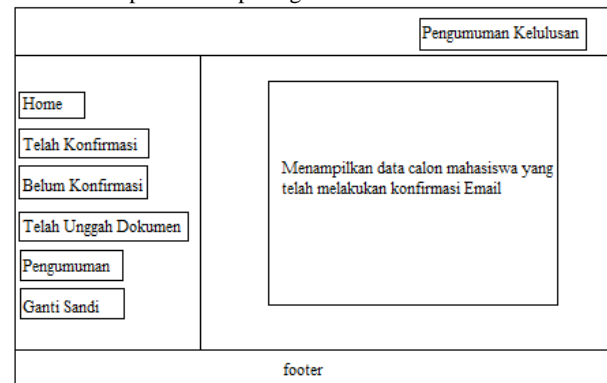 Pengumuman Kelulusan
Home
Telah Konfirmasi
Belum Konfirmasi
Telah Unggah Dokumen
Pengumuman
Ganti Sandi
Menampilkan data calon mahasiswa yang
telah melakukan konfirmasi Email
footer